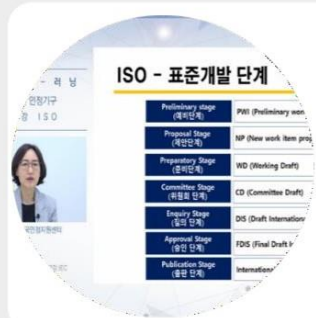 - 러 닝
인정기구
ISO
ISO - 표준개발 단계
Preliminary stage
(예비단계)
PWI (Preliminary
Proposal Stage
(제안단계)
NP (New work item
Preparatory Stage
(준비단계)
WD (Working Draft)
Committee Stage
(위원회 단계)
CD (Committee Draft)
Enquiry Stage
(질의 단계)
DIS (Draft
Approval Stage
(승인 단계)
FDIS (Final Draft
Publication Stage
(출판 단계)